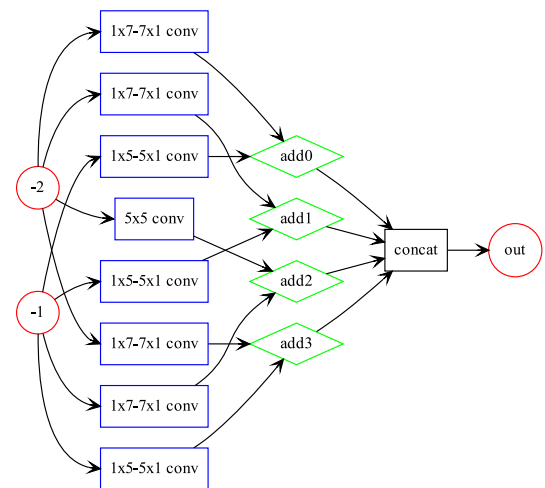 1x7-7x1 conv
1x7-7x1 conv
1x5-5x1 conv
add0
-2
5x5 conv
add1
concat
out
1x5-5x1 conv
add2
-1
1x7-7x1 conv
add3
1x7-7x1 conv
1x5-5x1 conv